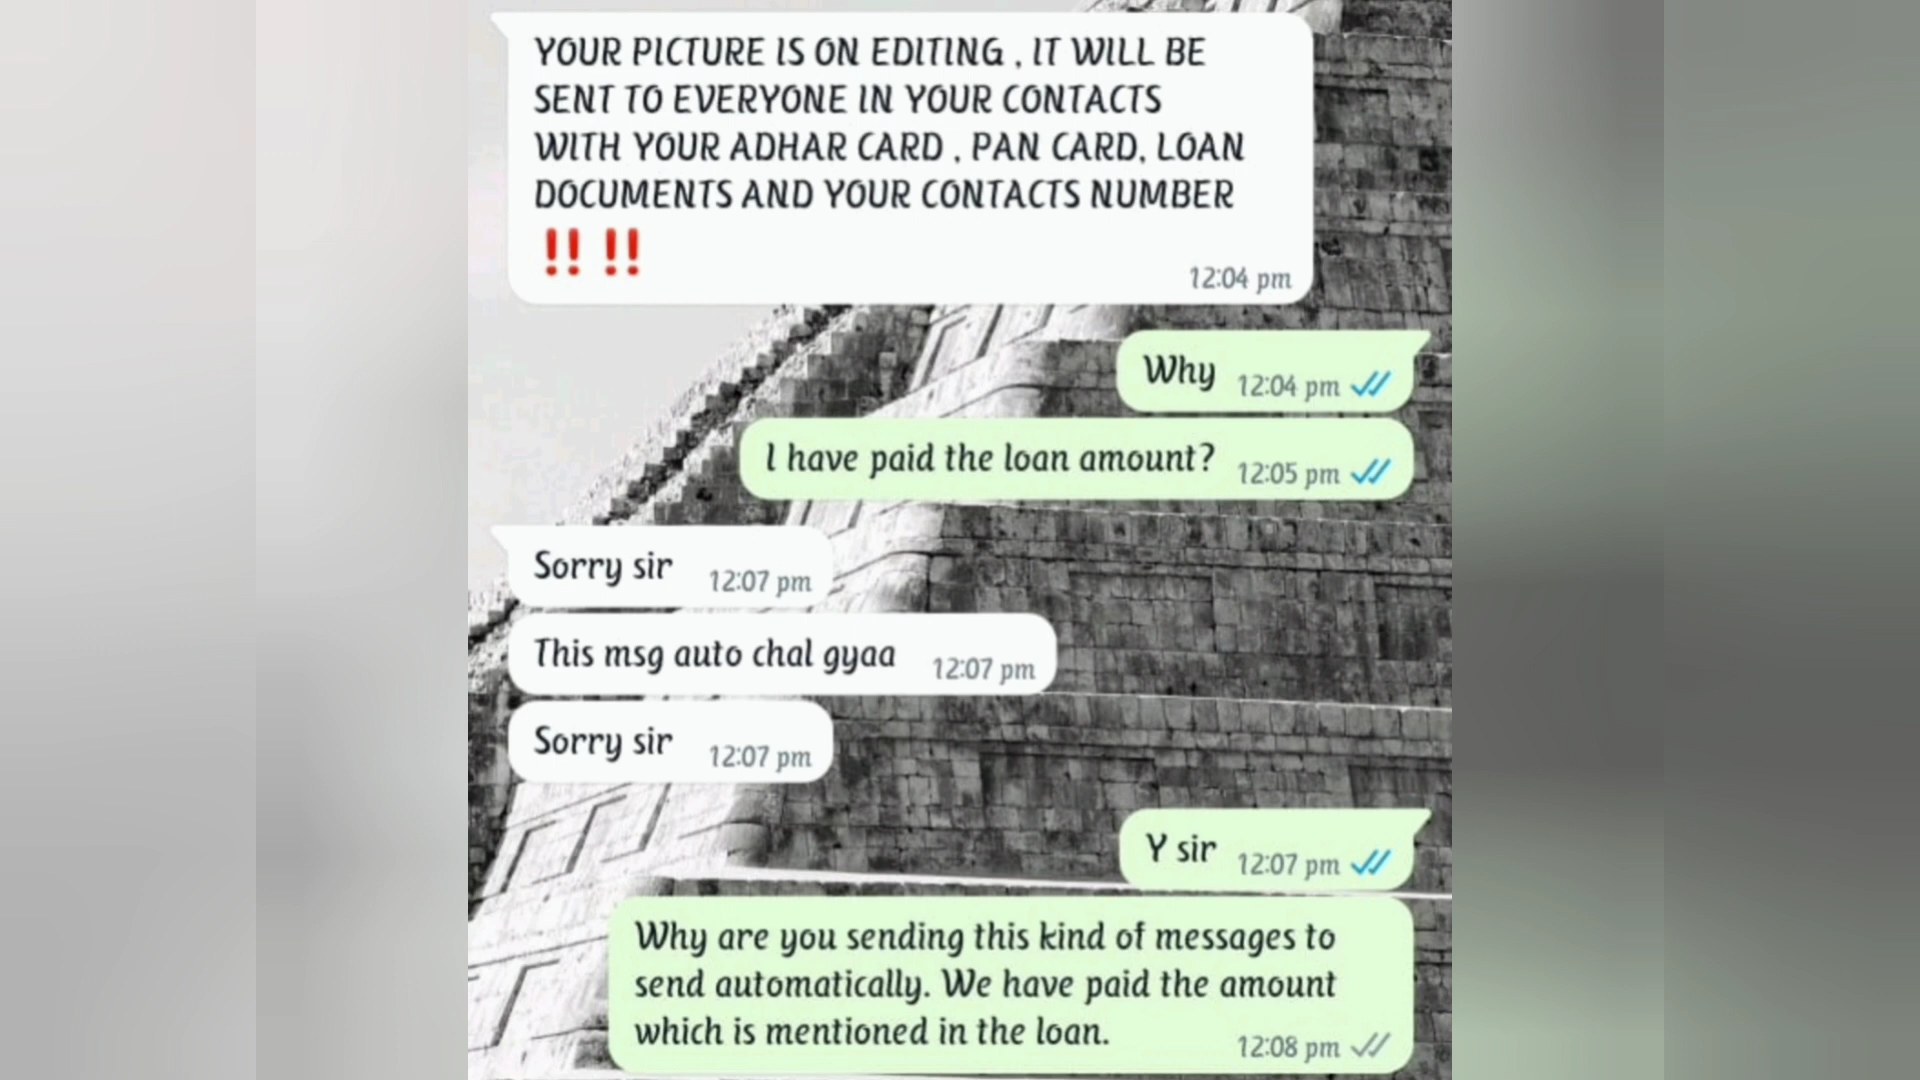 YOUR PICTURE IS ON EDITING , IT WILL BE
SENT TO EVERYONE IN YOUR CONTACTS
WITH YOUR ADHAR CARD , PAN CARD, LOAN
DOCUMENTS AND YOUR CONTACTS NUMBER
‼️ ‼️
12:04 pm
Why 12:04 pm
I have paid the loan amount? 12:05 pm
Sorry sir 12:07 pm
This msg auto chal gyaa 12:07 pm
Sorry sir 12:07 pm
Y sir 12:07 pm
Why are you sending this kind of messages to
send automatically. We have paid the amount
which is mentioned in the loan. 12:08 pm